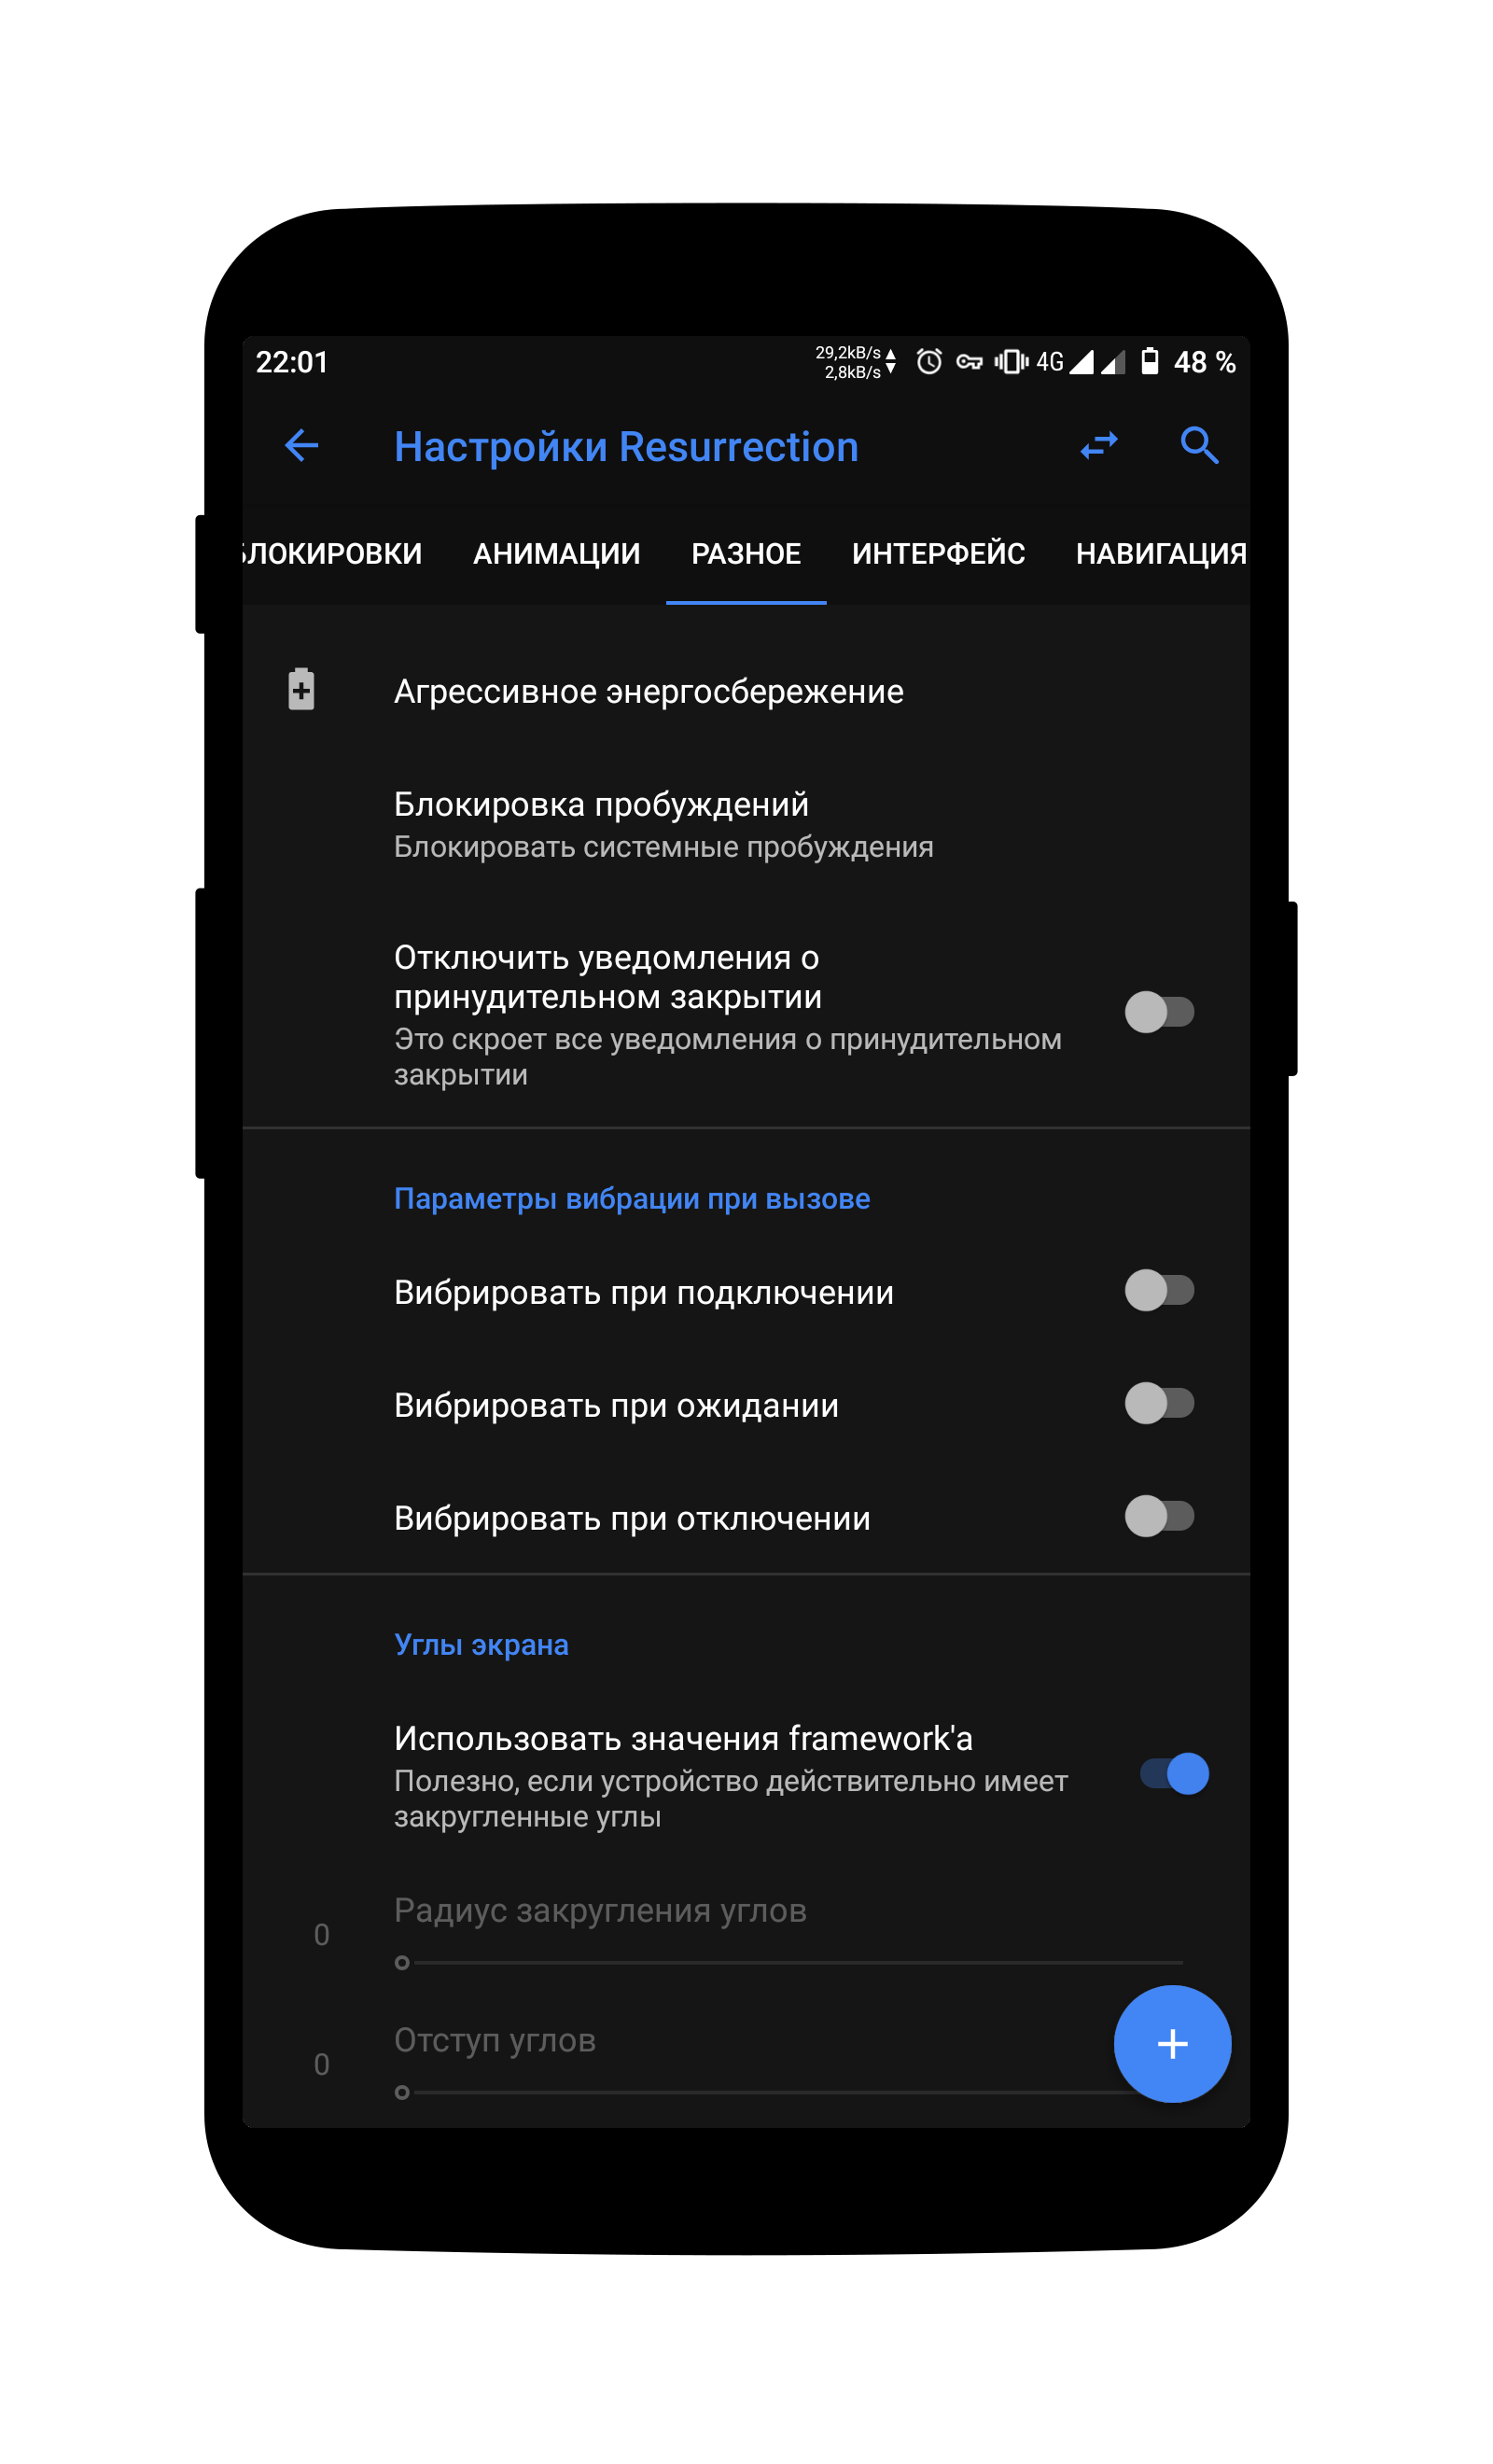 22:01
29,2kB/s
2,8kB/s
4G
48 %
Настройки Resurrection
БЛОКИРОВКИ АНИМАЦИИ РАЗНОЕ ИНТЕРФЕЙС НАВИГАЦИЯ
Агрессивное энергосбережение
Блокировка пробуждений
Блокировать системные пробуждения
Отключить уведомления о
принудительном закрытии
Это скроет все уведомления о принудительном
закрытии
Параметры вибрации при вызове
Вибрировать при подключении
Вибрировать при ожидании
Вибрировать при отключении
Углы экрана
Использовать значения framework'а
Полезно, если устройство действительно имеет
закругленные углы
Радиус закругления углов
0
Отступ углов
0